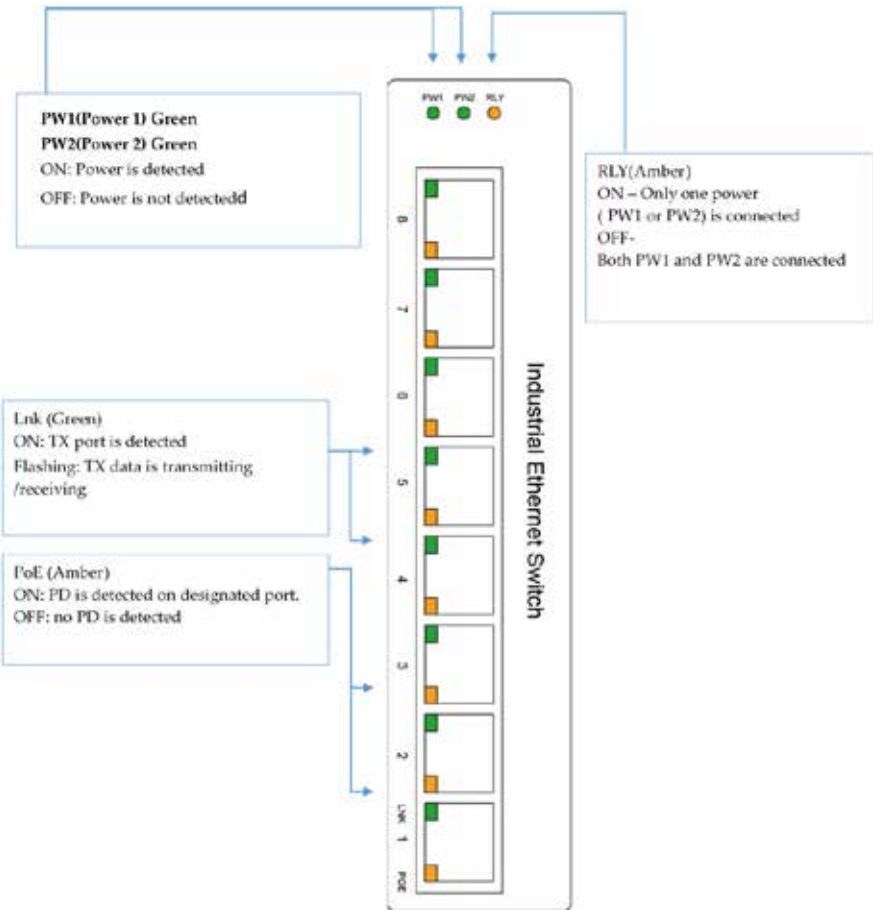 PW1(Power 1) Green
PW2(Power 2) Green
ON: Power is detected
OFF: Power is not detectedd
PW1 PW2 RLY
RLY(Amber)
ON – Only one power
( PW1 or PW2) is connected
OFF-
Both PW1 and PW2 are connected
Lnk (Green)
ON: TX port is detected
Flashing: TX data is transmitting
/receiving
PoE (Amber)
ON: PD is detected on designated port.
OFF: no PD is detected
8
7
6
5
4
3
2
LNK 1 POE
Industrial Ethernet Switch